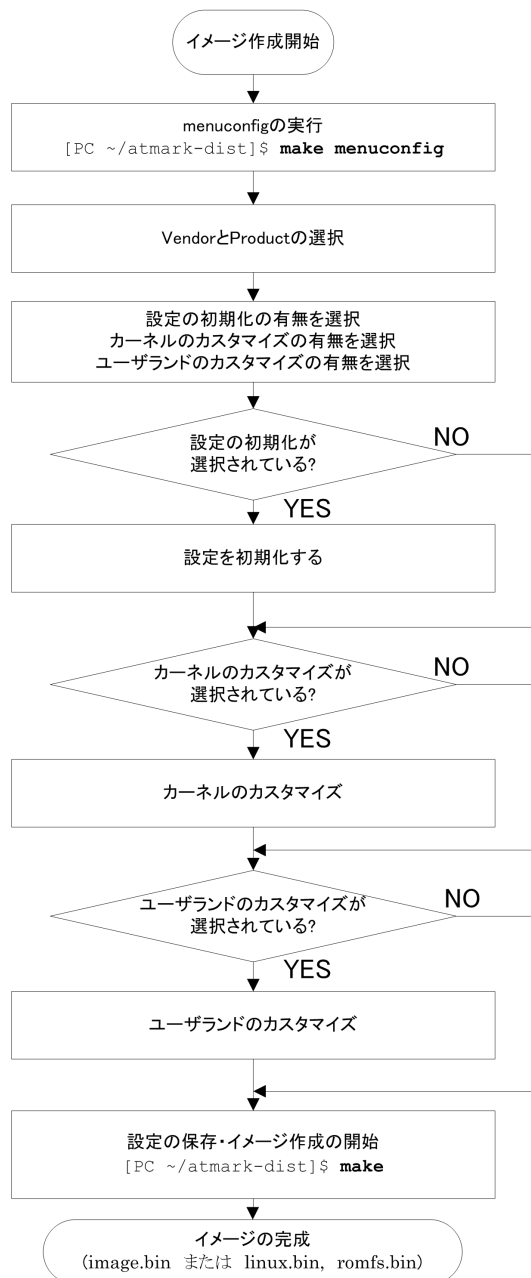 イメージ作成開始
menuconfigの実行
[PC ~/atmark-dist]$ make menuconfig
VendorとProductの選択
設定の初期化の有無を選択
カーネルのカスタマイズの有無を選択
ユーザランドのカスタマイズの有無を選択
設定の初期化が
選択されている?
NO
YES
設定を初期化する
カーネルのカスタマイズが
選択されている?
NO
YES
カーネルのカスタマイズ
ユーザランドのカスタマイズが
選択されている?
NO
YES
ユーザランドのカスタマイズ
設定の保存・イメージ作成の開始
[PC ~/atmark-dist]$ make
イメージの完成
(image.bin または linux.bin, romfs.bin)